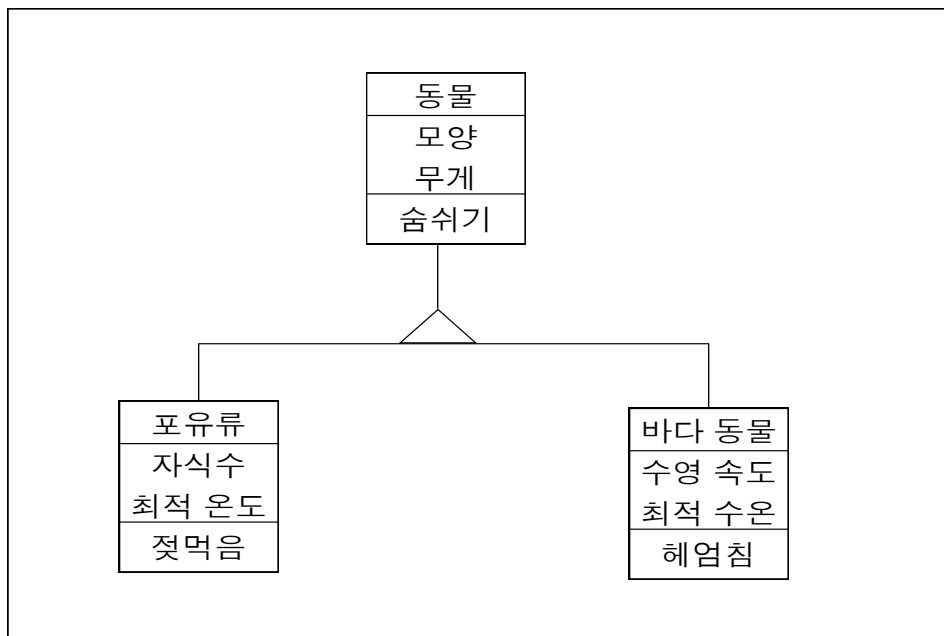 동물
모양
무게
숨쉬기
포유류
자식수
최적 온도
젖먹음
바다 동물
수영 속도
최적 수온
헤엄침